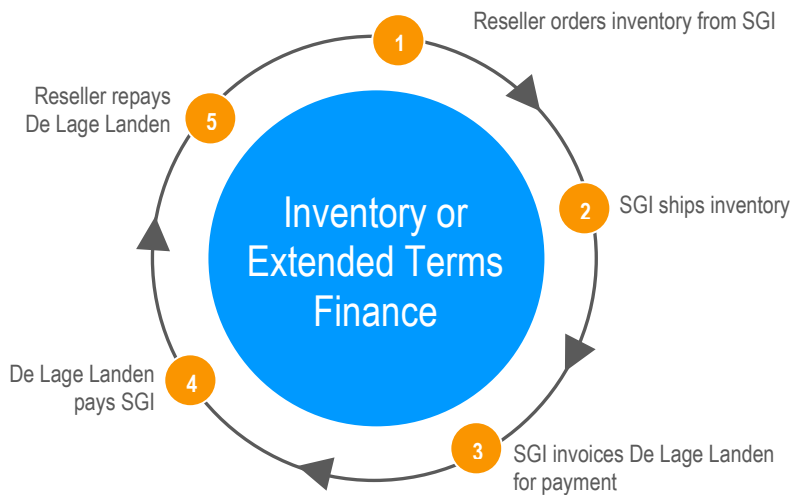 1
Reseller orders inventory from SGI
2
SGI ships inventory
3
SGI invoices De Lage Landen
for payment
4
De Lage Landen
pays SGI
5
Reseller repays
De Lage Landen
Inventory or
Extended Terms
Finance